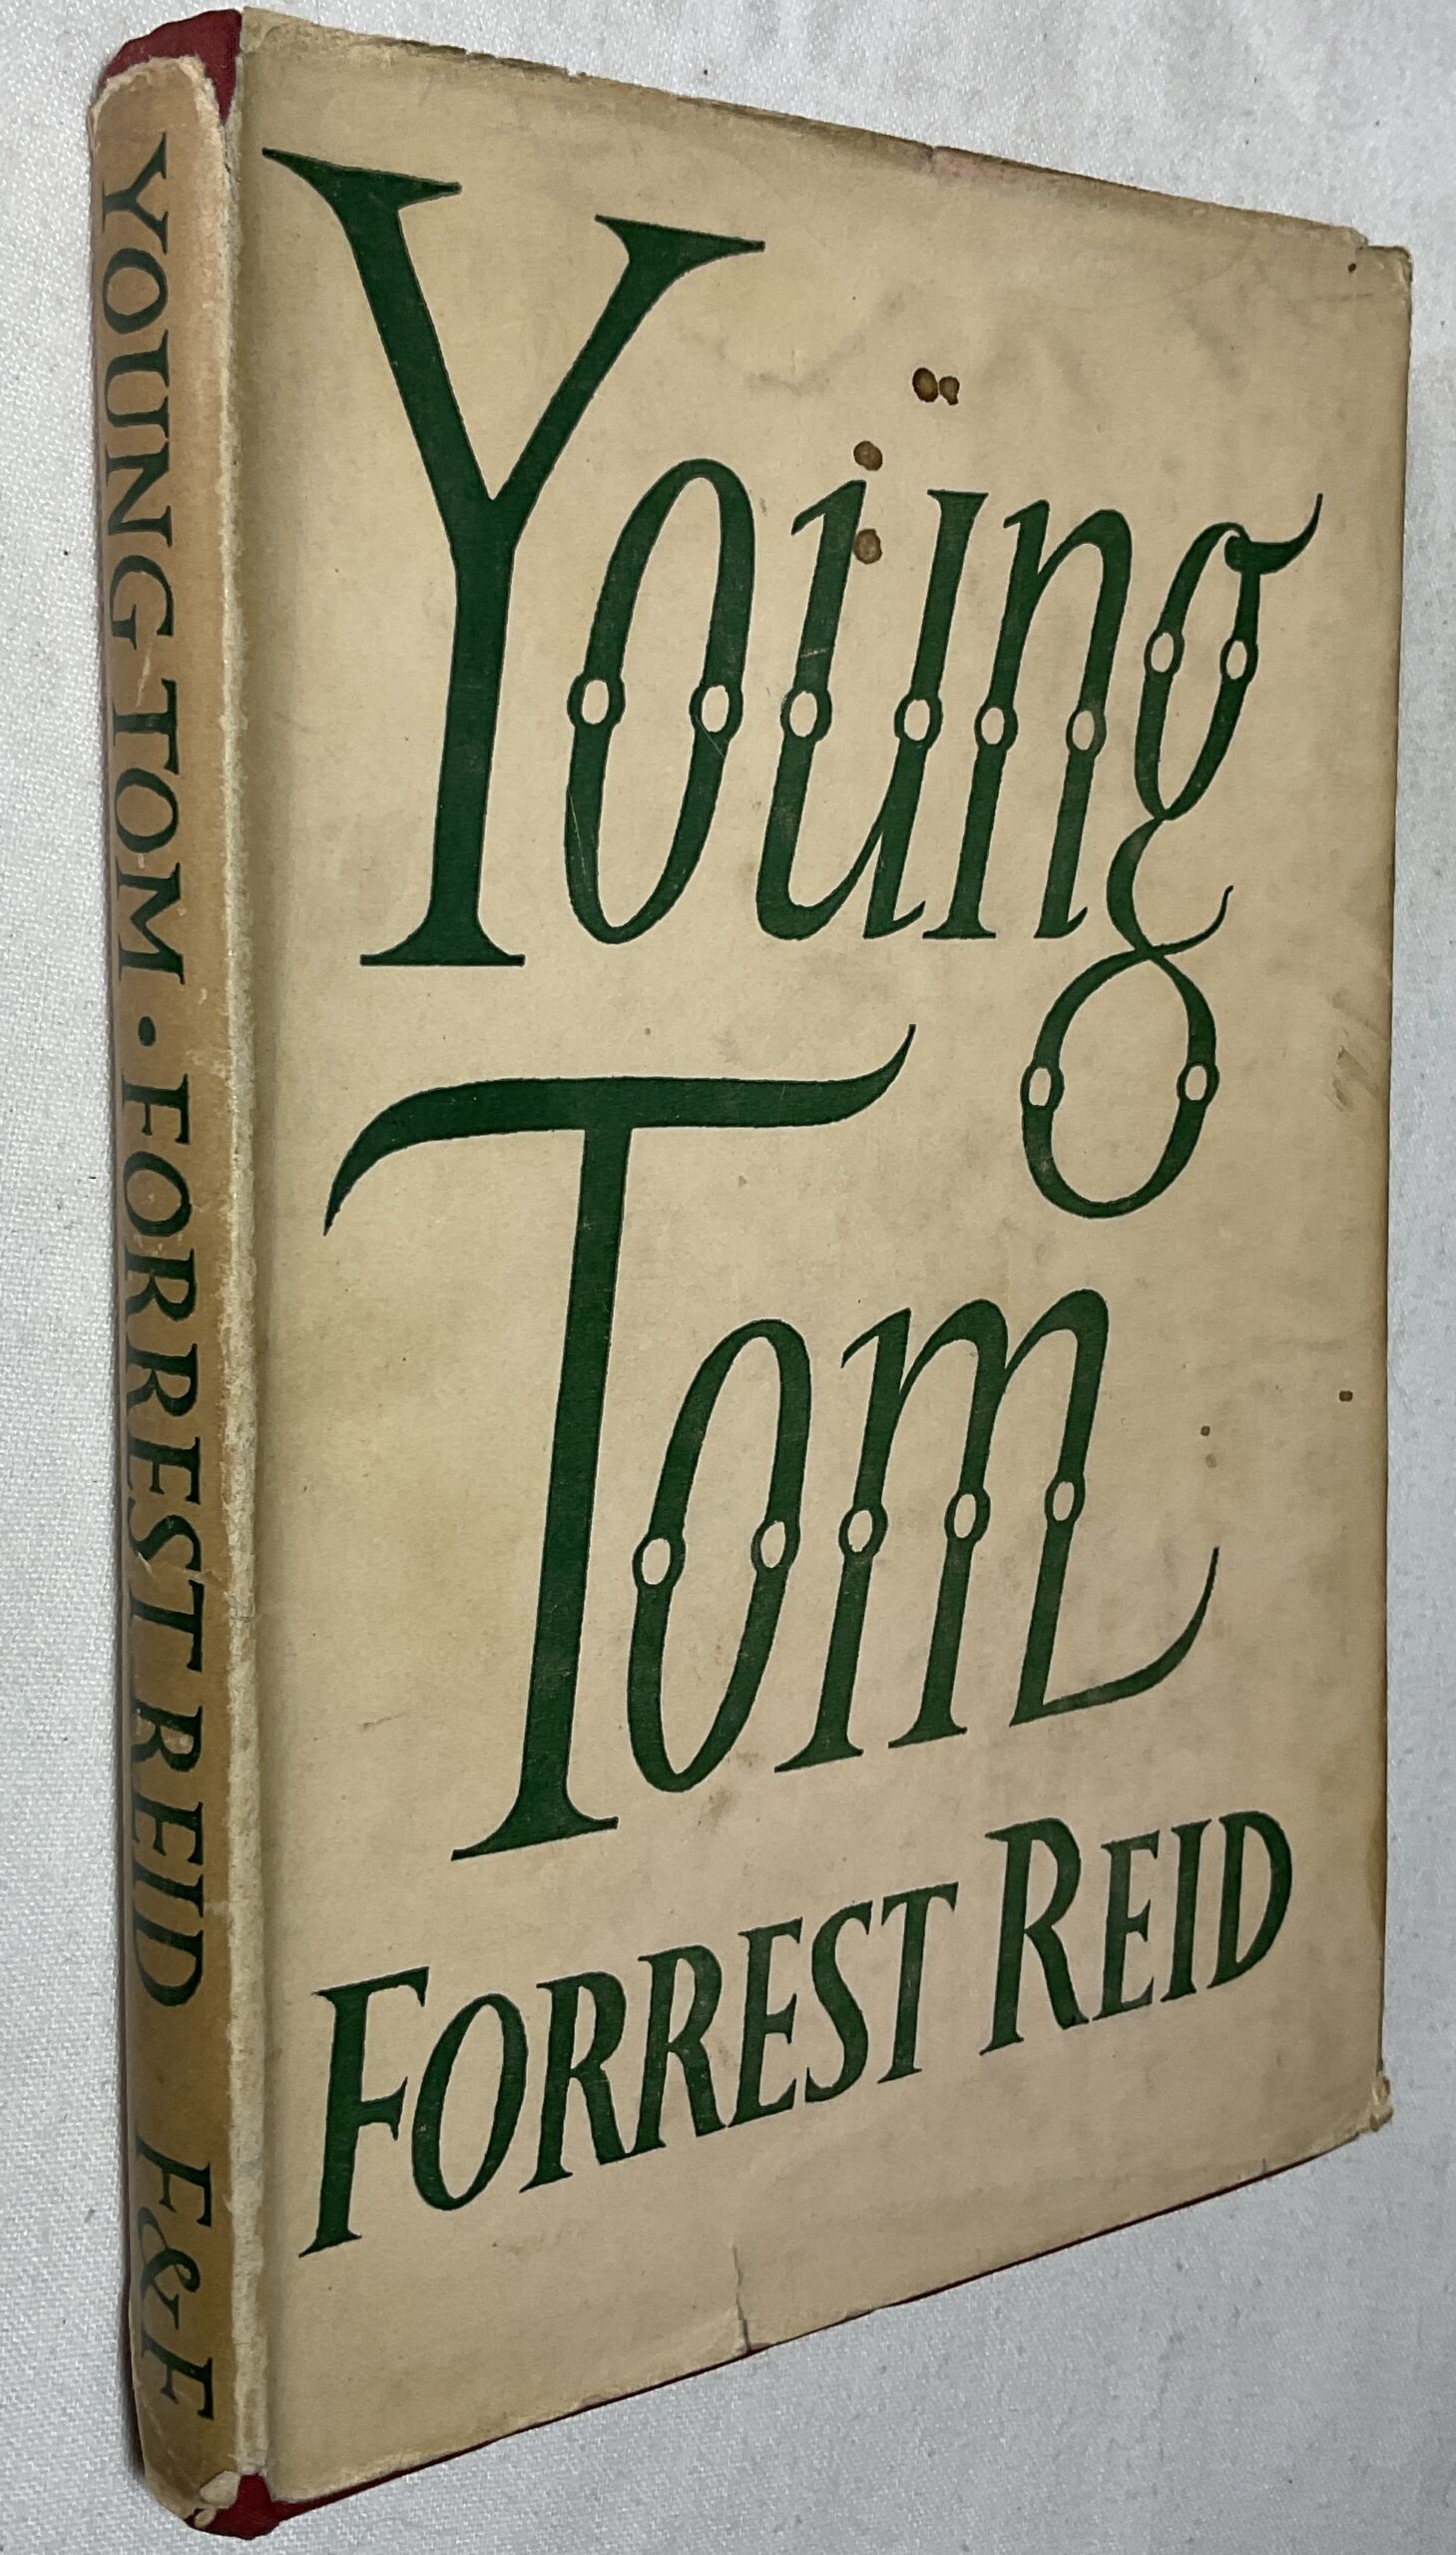 YOUNG TOM • FORREST REID F&F
Young
Tom
FORREST REID